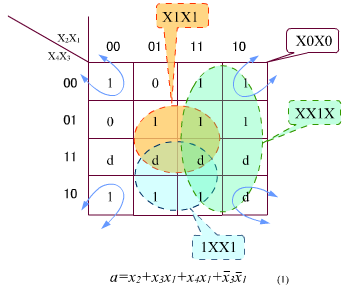 X1X1
X₂X₁ 00 01 11 10 X0X0
X₄X₃
00 1 0 1 1
XX1X
01 0 1 1 1
11 d d d d
10 1 1 1 d
1XX1
a=x₂+x₃x₁+x₄x₁+x̄₃x̄₁ (1)